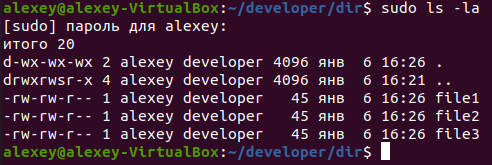 alexey@alexey-VirtualBox:~/developer/dir$ sudo ls -la
[sudo] пароль для alexey:
итого 20
d-wx-wx-wx 2 alexey developer 4096 янв  6 16:26 .
drwxrwsr-x 4 alexey developer 4096 янв  6 16:21 ..
-rw-rw-r-- 1 alexey developer   45 янв  6 16:26 file1
-rw-rw-r-- 1 alexey developer   45 янв  6 16:26 file2
-rw-rw-r-- 1 alexey developer   45 янв  6 16:26 file3
alexey@alexey-VirtualBox:~/developer/dir$